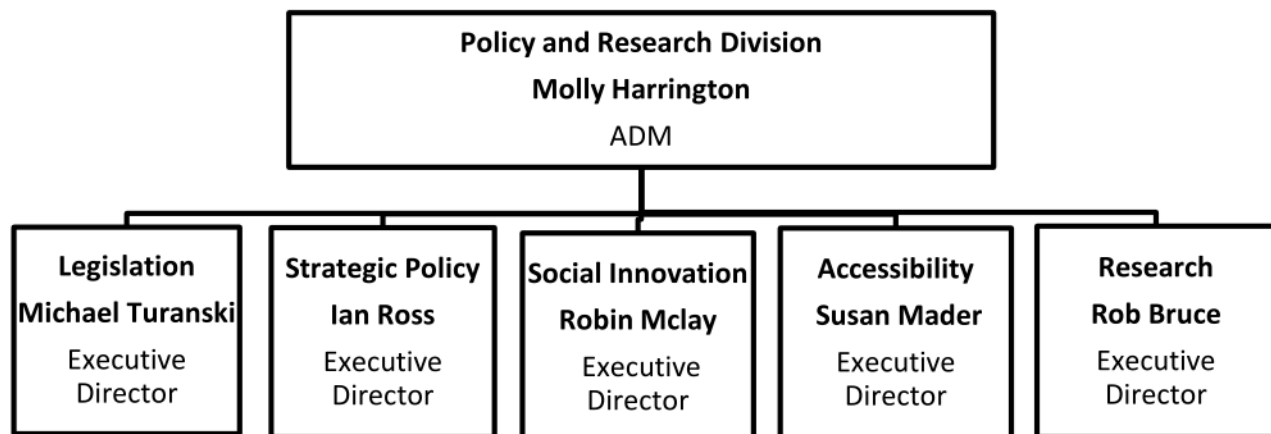 Policy and Research Division
Molly Harrington
ADM
Legislation
Michael Turanski
Executive
Director
Strategic Policy
Ian Ross
Executive
Director
Social Innovation
Robin Mclay
Executive
Director
Accessibility
Susan Mader
Executive
Director
Research
Rob Bruce
Executive
Director